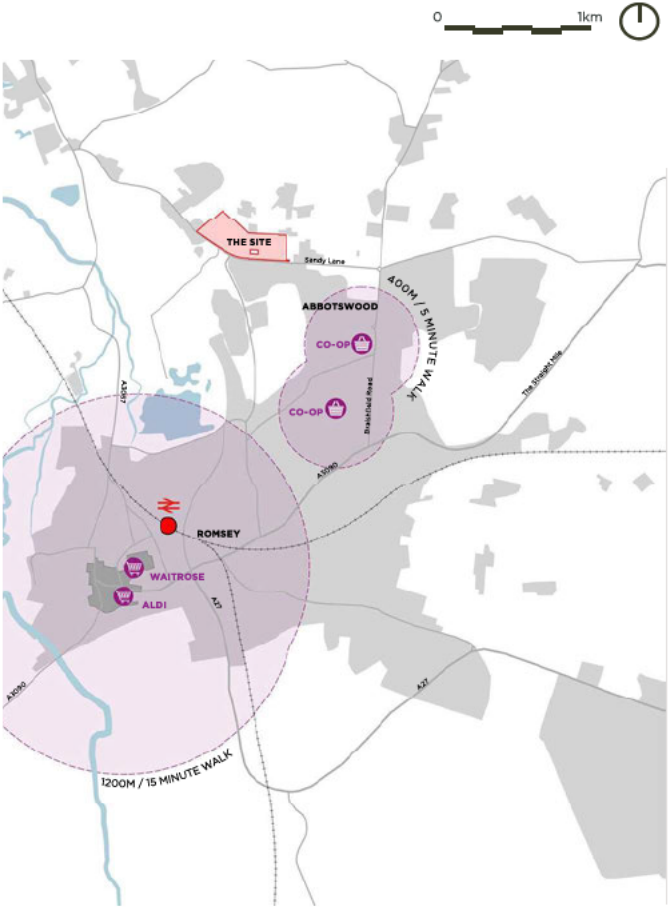 0 1km
THE SITE
Sandy Lane
ABBOTSWOOD
400M / 5 MINUTE WALK
CO-OP
CO-OP
Braishfield Road
The Straight Mile
A3057
A3090
ROMSEY
WAITROSE
ALDI
A27
A3090
A27
1200M / 15 MINUTE WALK